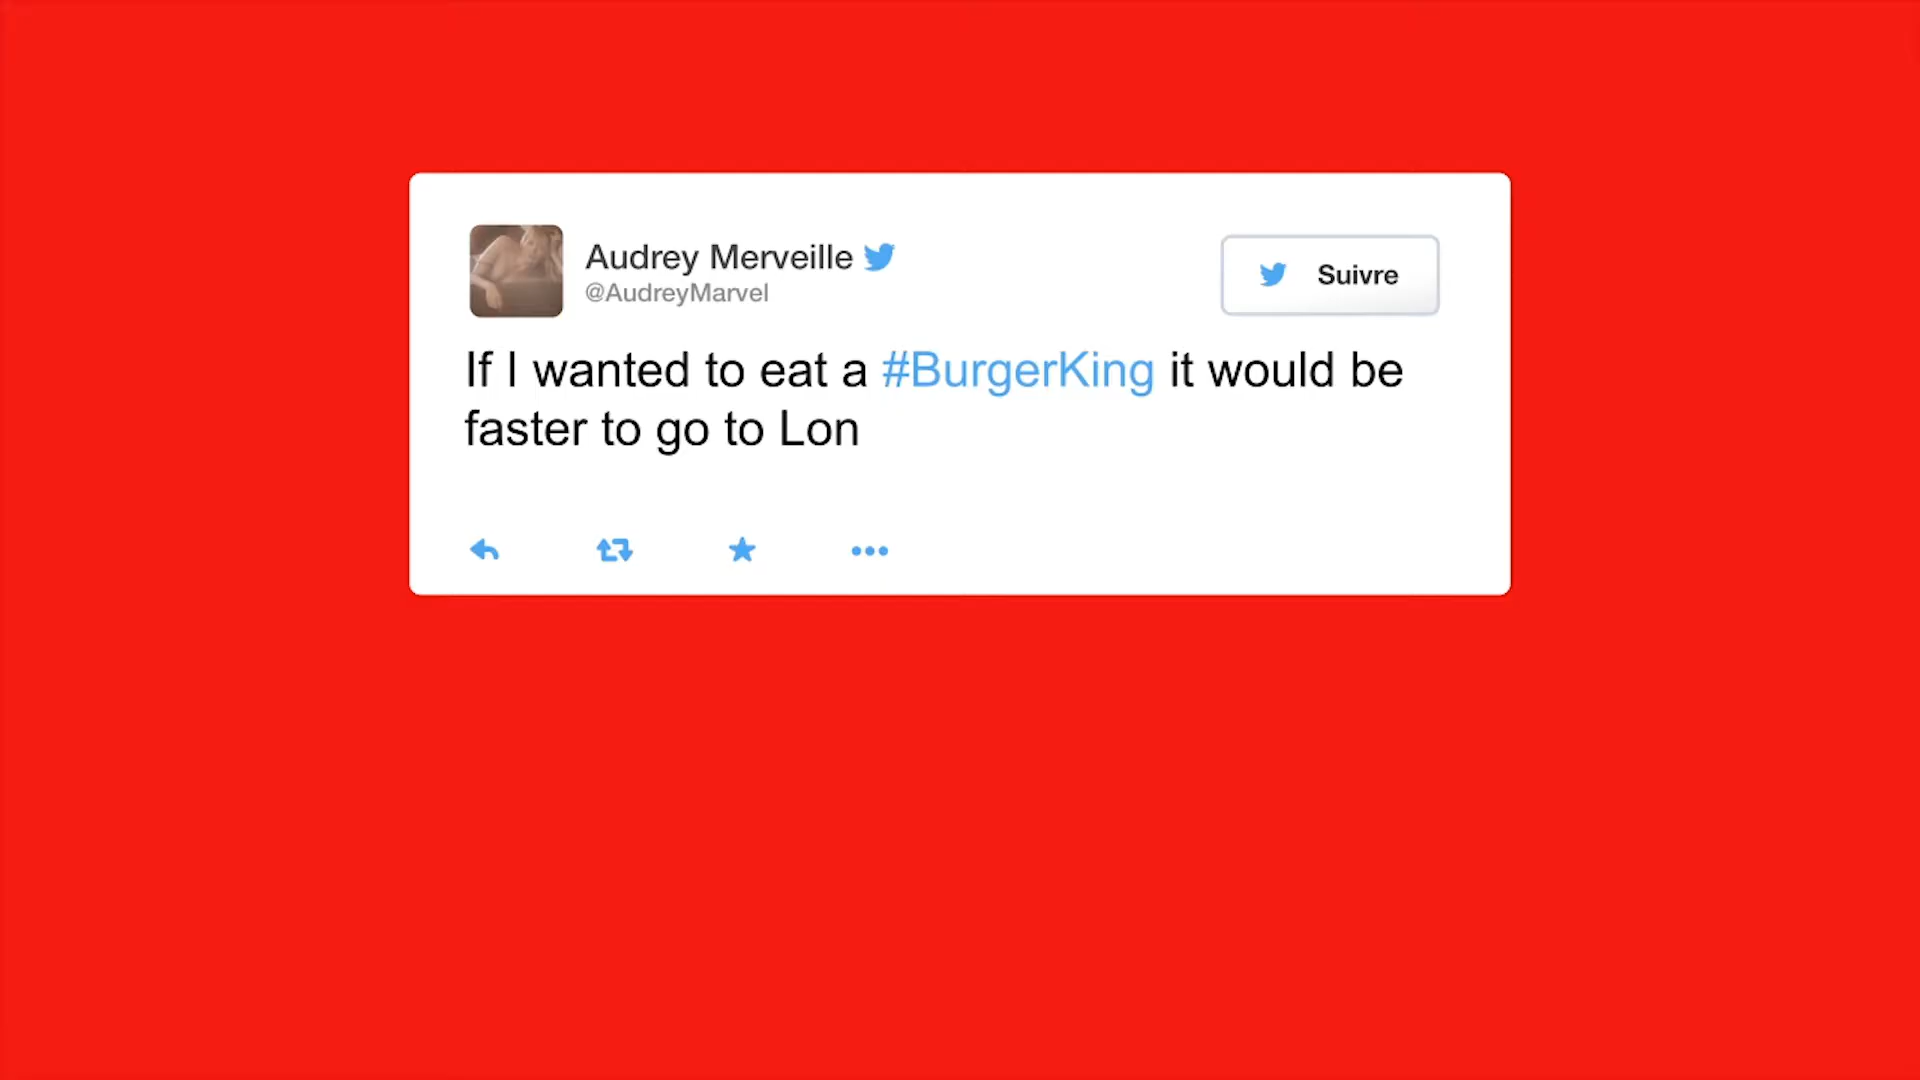 Audrey Merveille
@AudreyMarvel
Suivre
If I wanted to eat a #BurgerKing it would be
faster to go to Lon